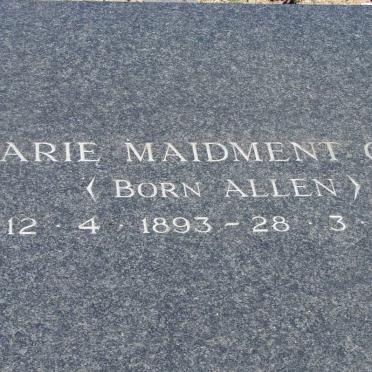 ARIE MAIDMENT
(BORN ALLEN)
12 · 4 · 1893 - 28 · 3 ·